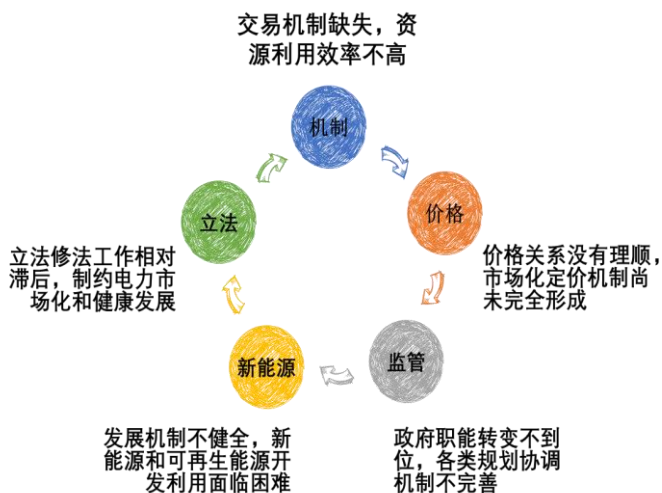 交易机制缺失，资
源利用效率不高
机制
价格
价格关系没有理顺，
市场化定价机制尚
未完全形成
监管
政府职能转变不到
位，各类规划协调
机制不完善
新能源
发展机制不健全，新
能源和可再生能源开
发利用面临困难
立法
立法修法工作相对
滞后，制约电力市
场化和健康发展